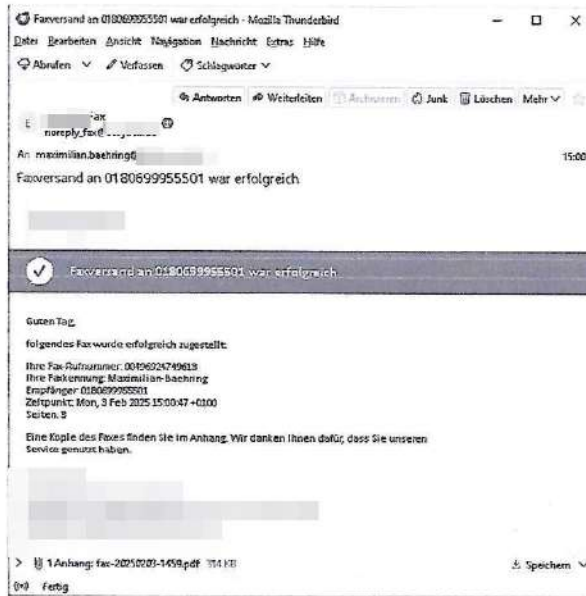 Faxversand an 0180699955501 war erfolgreich - Mozilla Thunderbird
Datei Bearbeiten Ansicht Navigation Nachricht Extras Hilfe
Abrufen Verfassen Schlagwörter
Antworten Weiterleiten Archivieren Junk Löschen Mehr
noreply_fax@
An maximilian.baehring@ 15:00
Faxversand an 0180699955501 war erfolgreich
Faxversand an 0180699955501 war erfolgreich
Guten Tag,
folgendes Fax wurde erfolgreich zugestellt:
Ihre Fax-Rufnummer: 00496924749613
Ihre Faxkennung: Maximilian-Baehring
Empfänger: 0180699955501
Zeitpunkt: Mon, 3 Feb 2025 15:00:47 +0100
Seiten: 8
Eine Kopie des Faxes finden Sie im Anhang. Wir danken Ihnen dafür, dass Sie unseren
Service genutzt haben.
1 Anhang: fax-20250203-1459.pdf 314 KB Speichern
Fertig